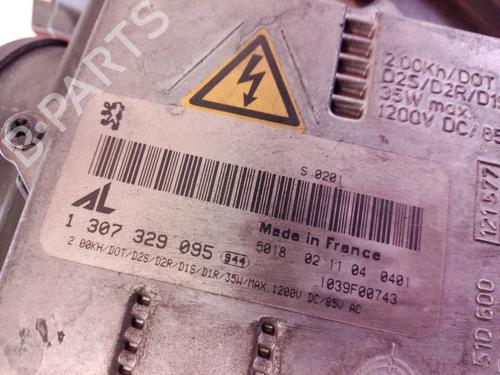 2.00Kh/DOT
D2S/D2R/D1
35W max.
1200V DC/85
S 0201
AL
1 307 329 095 944
Made in France
5018 02 11 04 0401
1039F00743
2 00KH/DOT/D2S/D2R/D1S/D1R/35W/MAX 1200V DC/85V AC
121577
510 600
B-PARTS